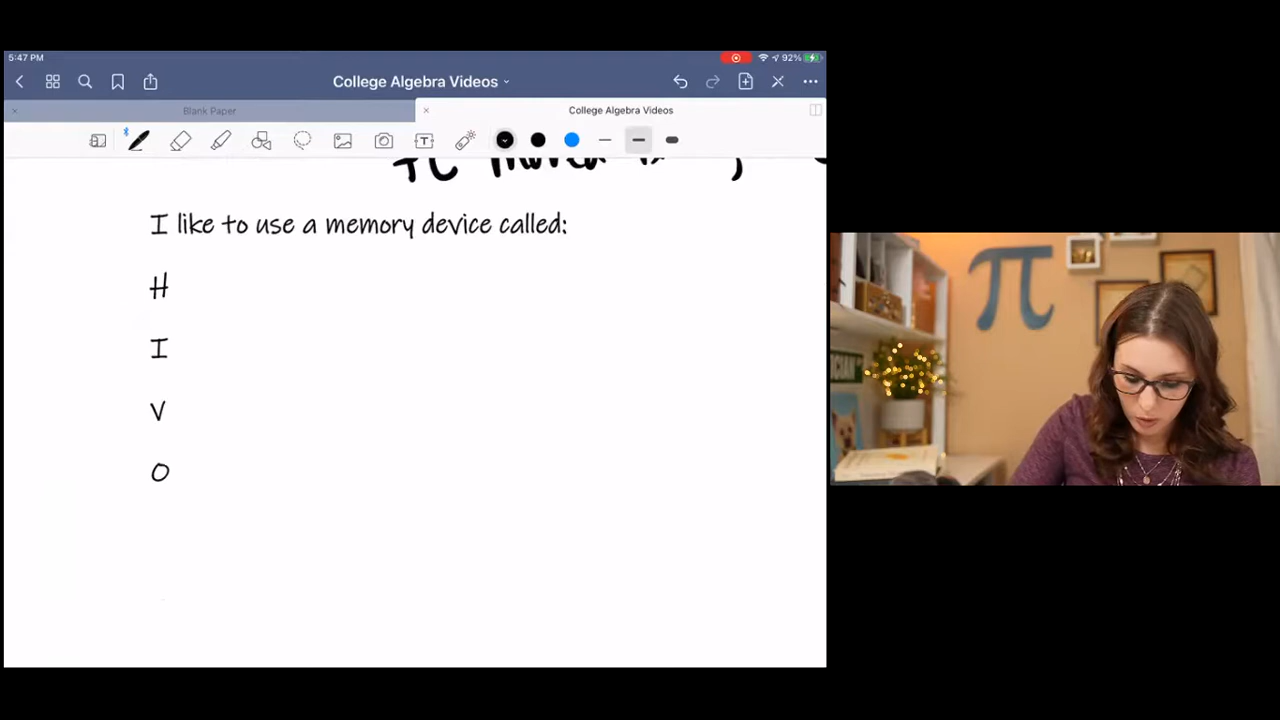 5:47 PM
92%
College Algebra Videos
Blank Paper
College Algebra Videos
I like to use a memory device called:
H
I
V
O